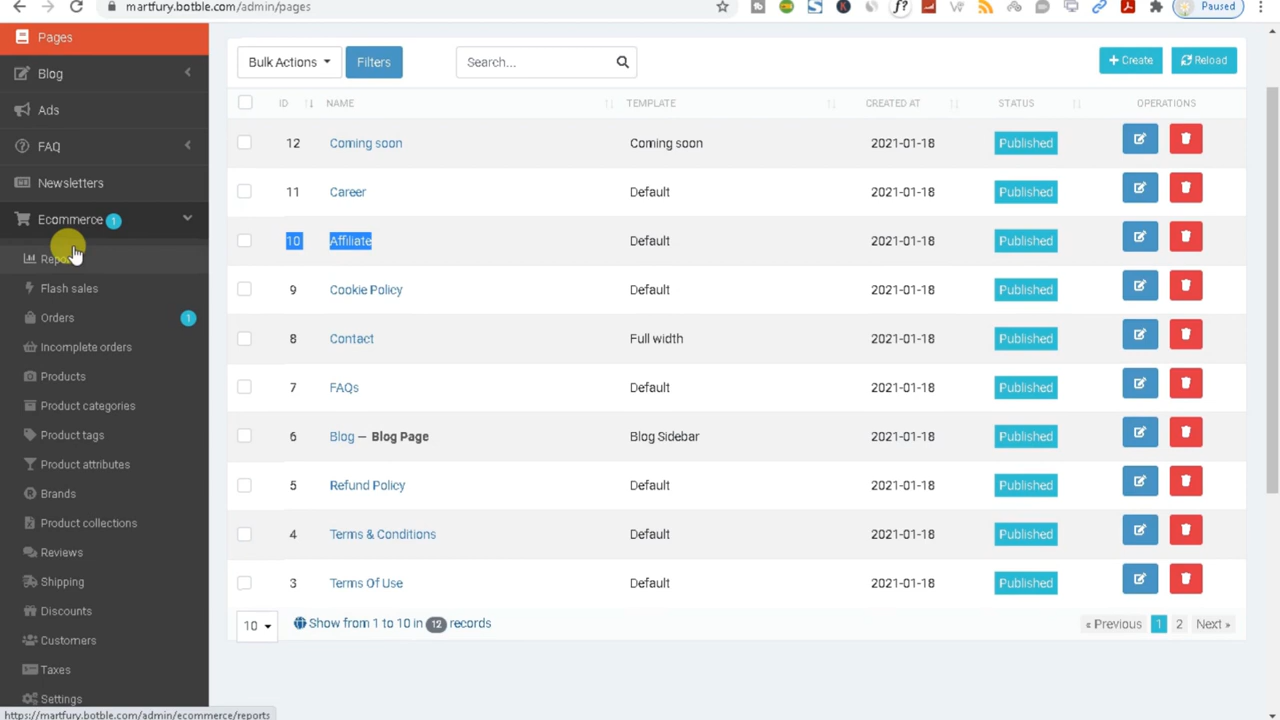 martfury.botble.com/admin/pages
Paused
Pages
Blog
Ads
FAQ
Newsletters
Ecommerce 1
Flash sales
Orders 1
Incomplete orders
Products
Product categories
Product tags
Product attributes
Brands
Product collections
Reviews
Shipping
Discounts
Customers
Taxes
Settings
https://martfury.botble.com/admin/ecommerce/reports
Bulk Actions Filters Search... Create Reload
ID NAME TEMPLATE CREATED AT STATUS OPERATIONS
12 Coming soon Coming soon 2021-01-18 Published
11 Career Default 2021-01-18 Published
10 Affiliate Default 2021-01-18 Published
9 Cookie Policy Default 2021-01-18 Published
8 Contact Full width 2021-01-18 Published
7 FAQs Default 2021-01-18 Published
6 Blog — Blog Page Blog Sidebar 2021-01-18 Published
5 Refund Policy Default 2021-01-18 Published
4 Terms & Conditions Default 2021-01-18 Published
3 Terms Of Use Default 2021-01-18 Published
10 Show from 1 to 10 in 12 records « Previous 1 2 Next »